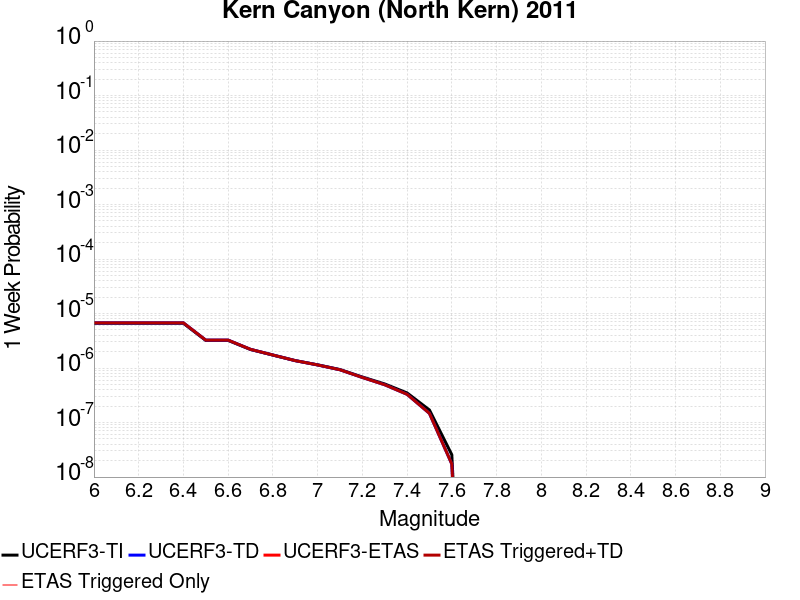 Kern Canyon (North Kern) 2011
1 Week Probability
10^0
10^-1
10^-2
10^-3
10^-4
10^-5
10^-6
10^-7
10^-8
6 6.2 6.4 6.6 6.8 7 7.2 7.4 7.6 7.8 8 8.2 8.4 8.6 8.8 9
Magnitude
UCERF3-TI UCERF3-TD UCERF3-ETAS ETAS Triggered+TD
ETAS Triggered Only